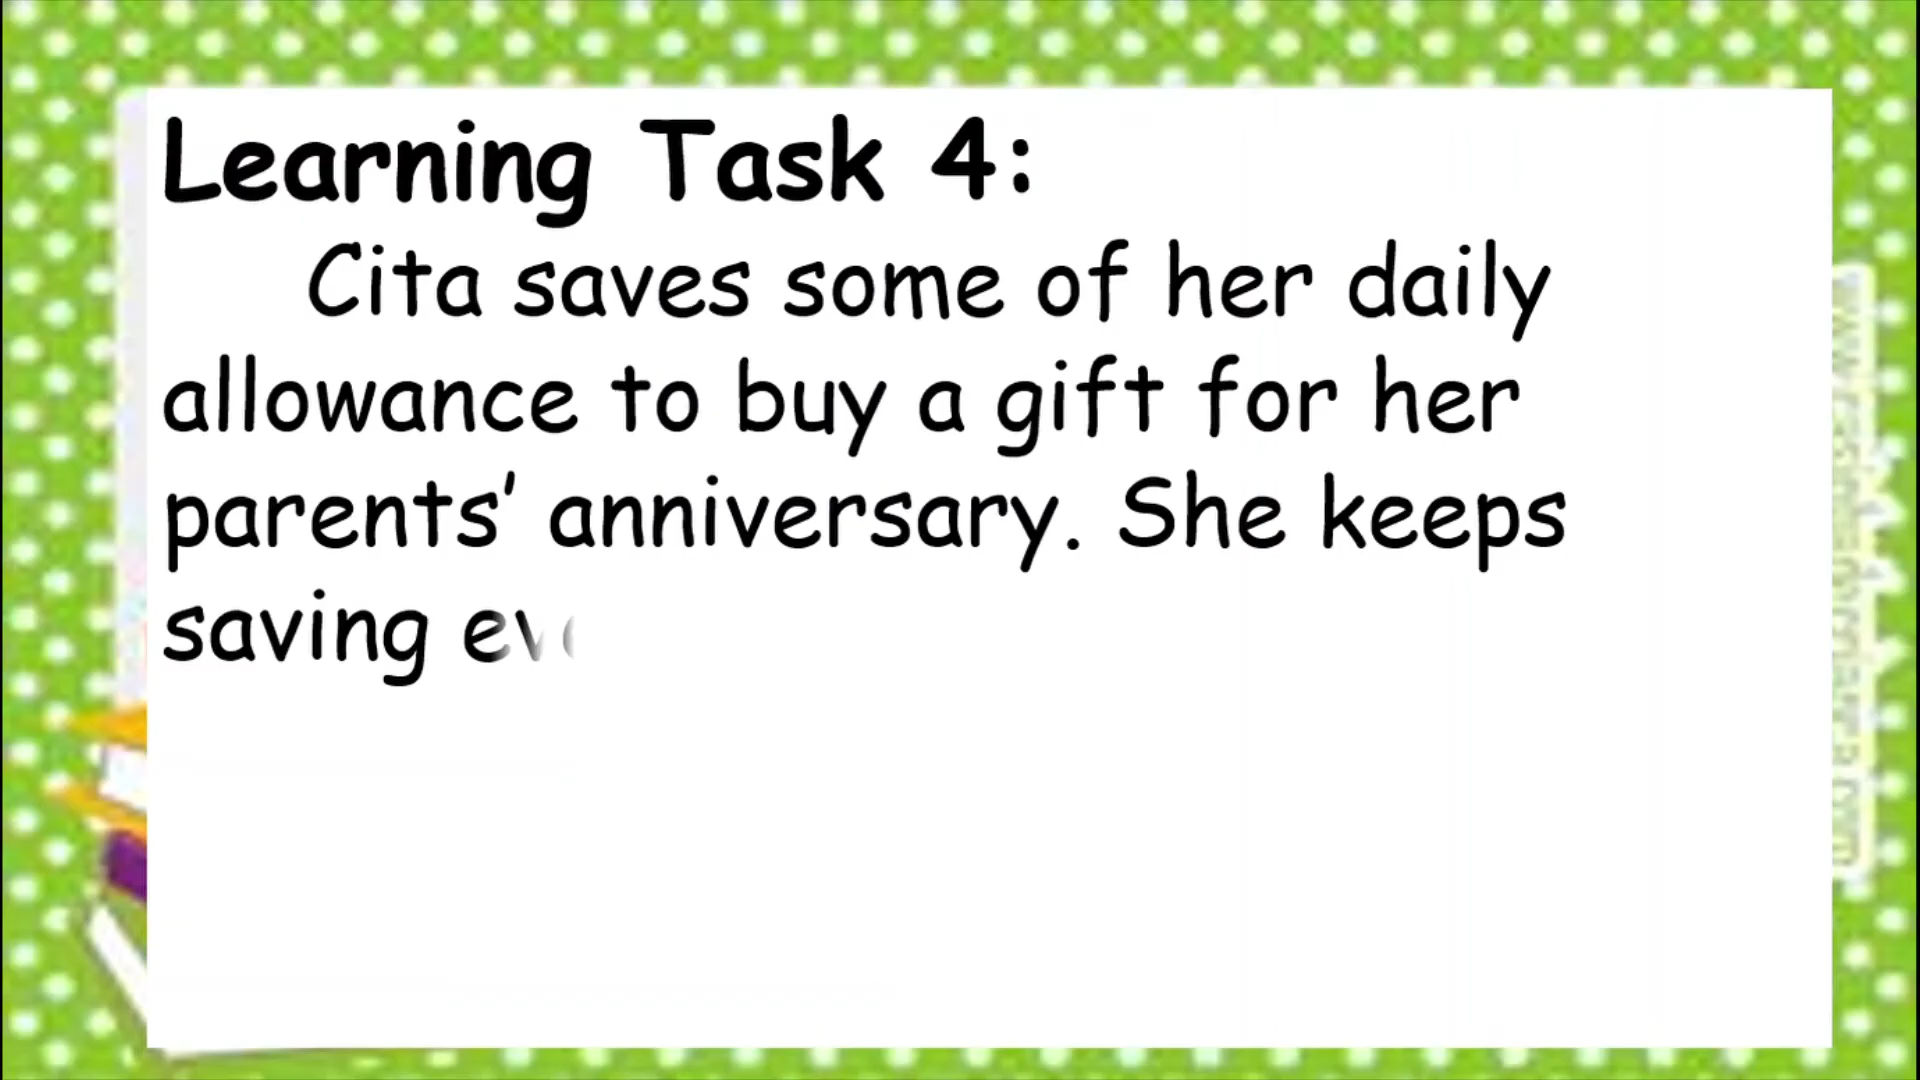 Learning Task 4:
Cita saves some of her daily
allowance to buy a gift for her
parents’ anniversary. She keeps
saving